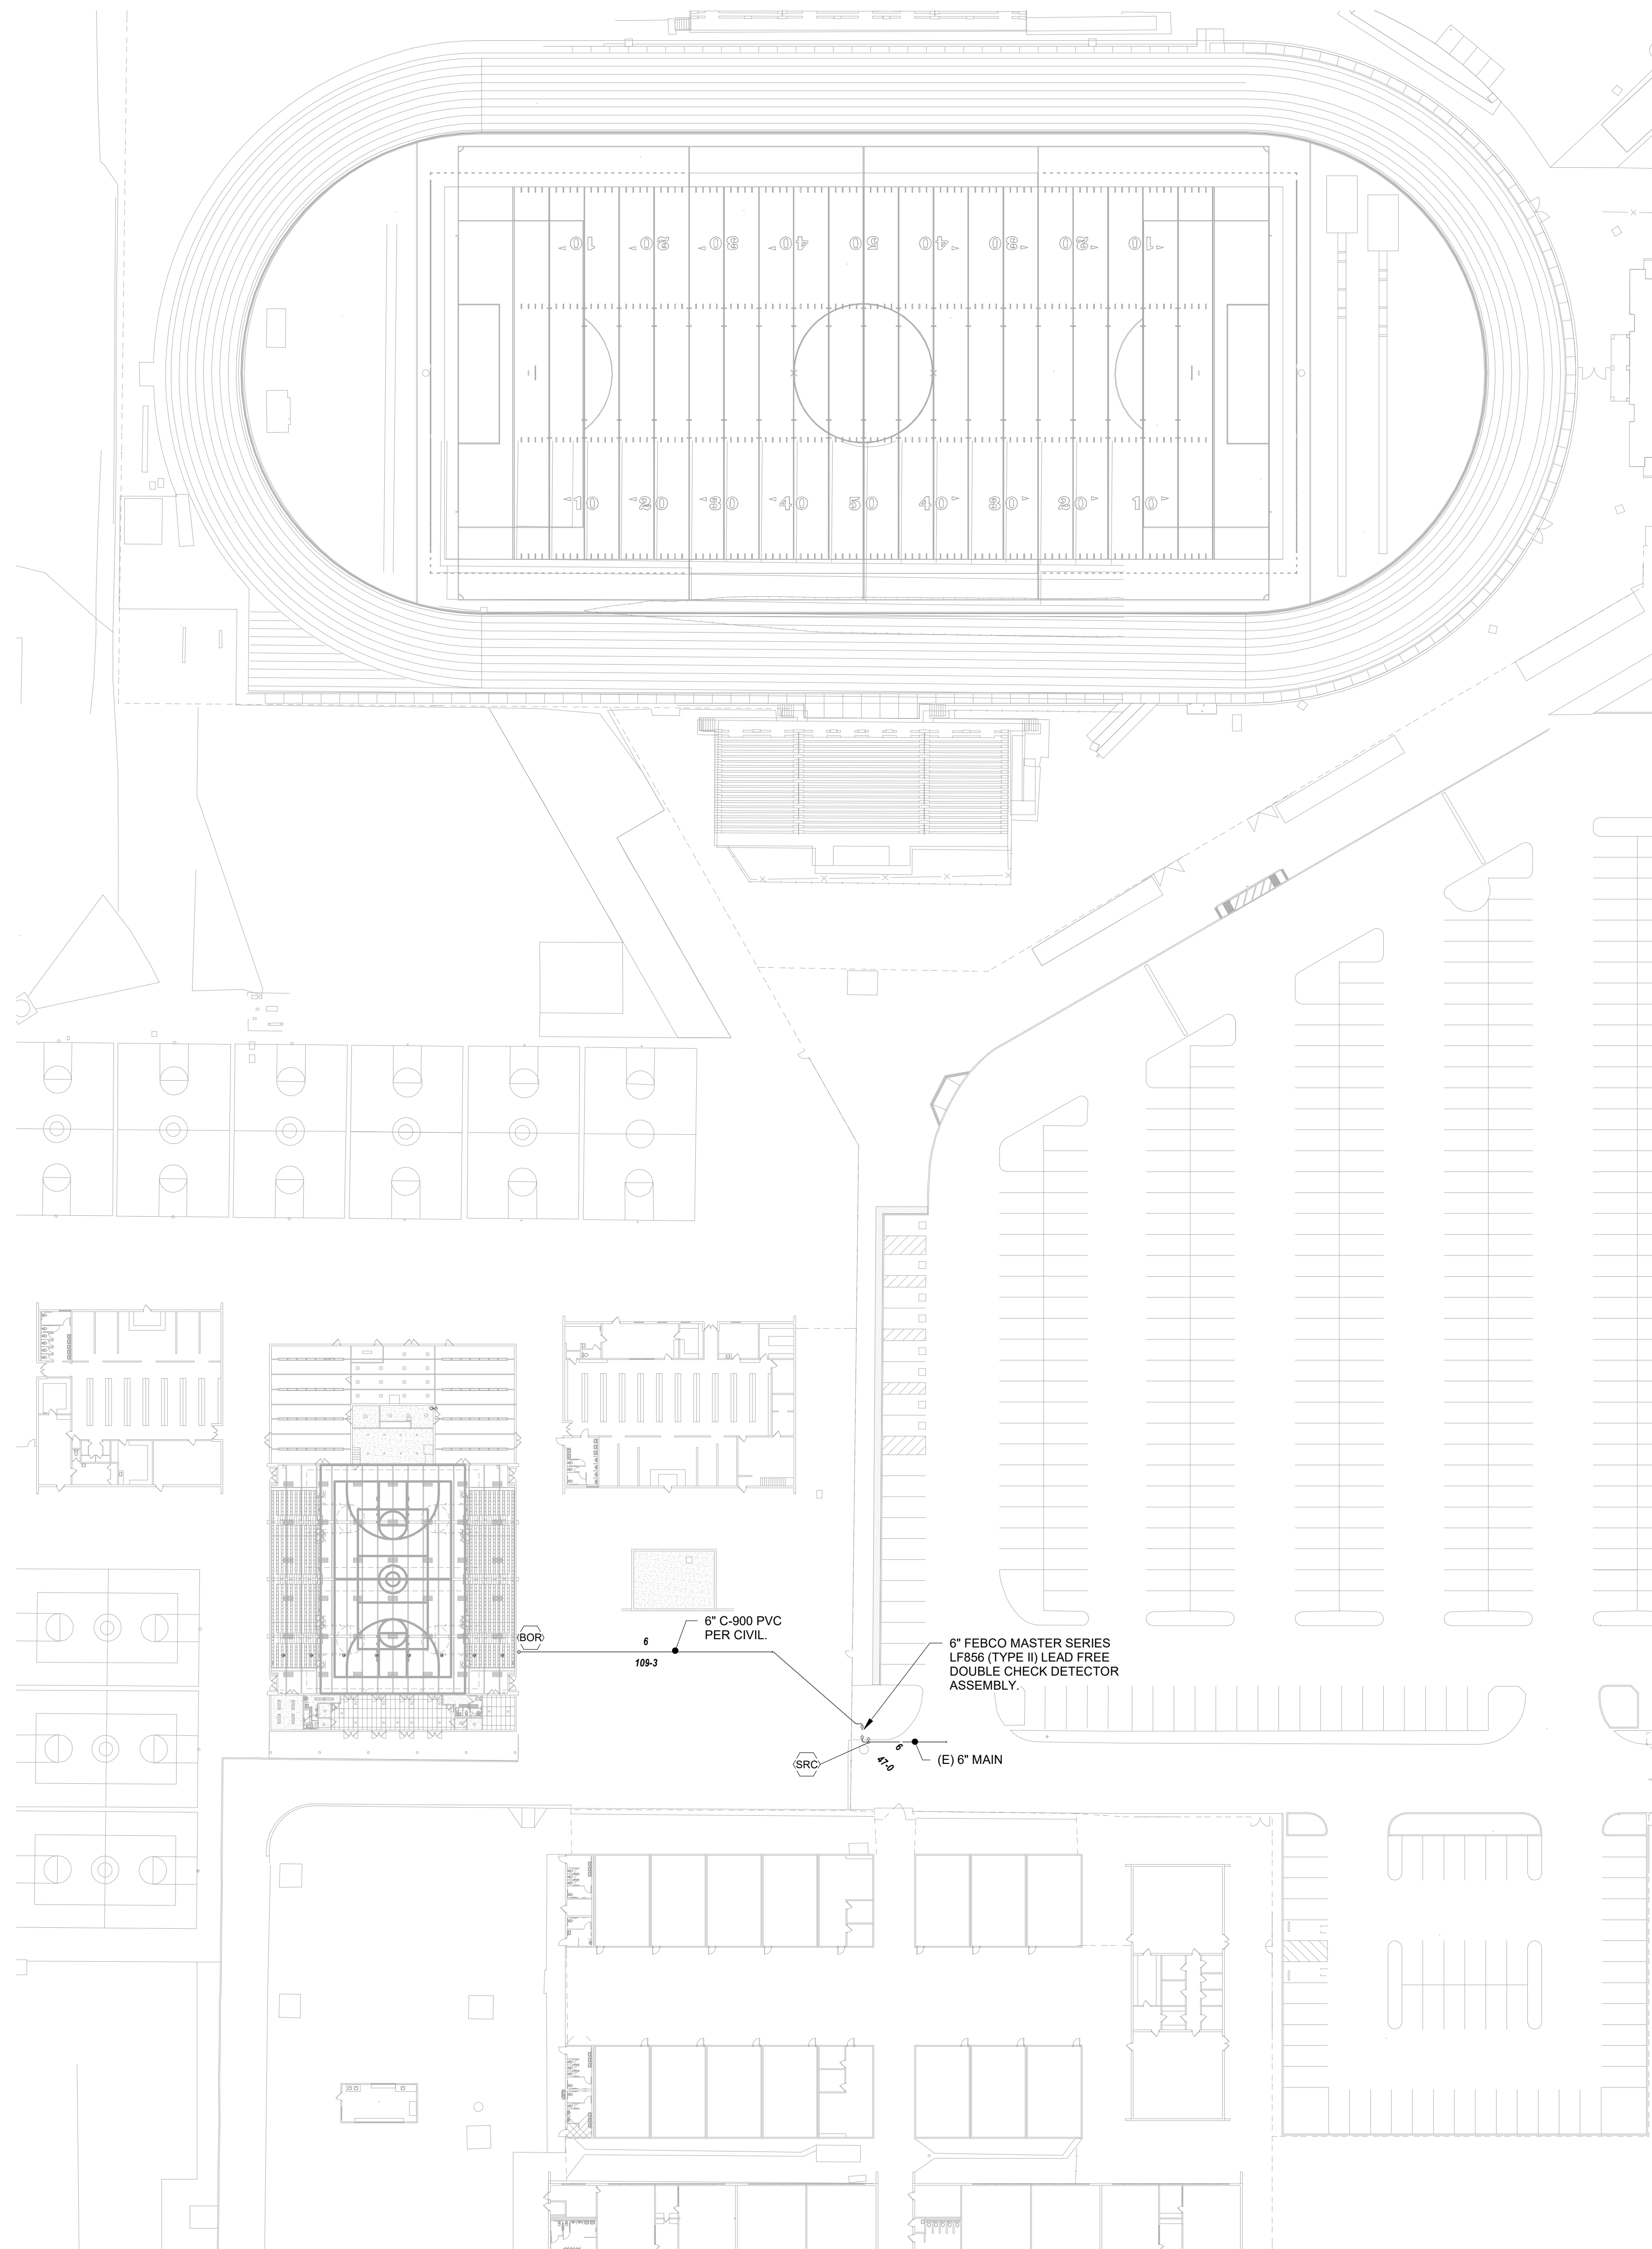 10 20 30 40 50 40 30 20 10
10 20 30 40 50 40 30 20 10
BOR
6
109-3
6" C-900 PVC
PER CIVIL.
6" FEBCO MASTER SERIES
LF856 (TYPE II) LEAD FREE
DOUBLE CHECK DETECTOR
ASSEMBLY.
SRC
6
47-0
(E) 6" MAIN